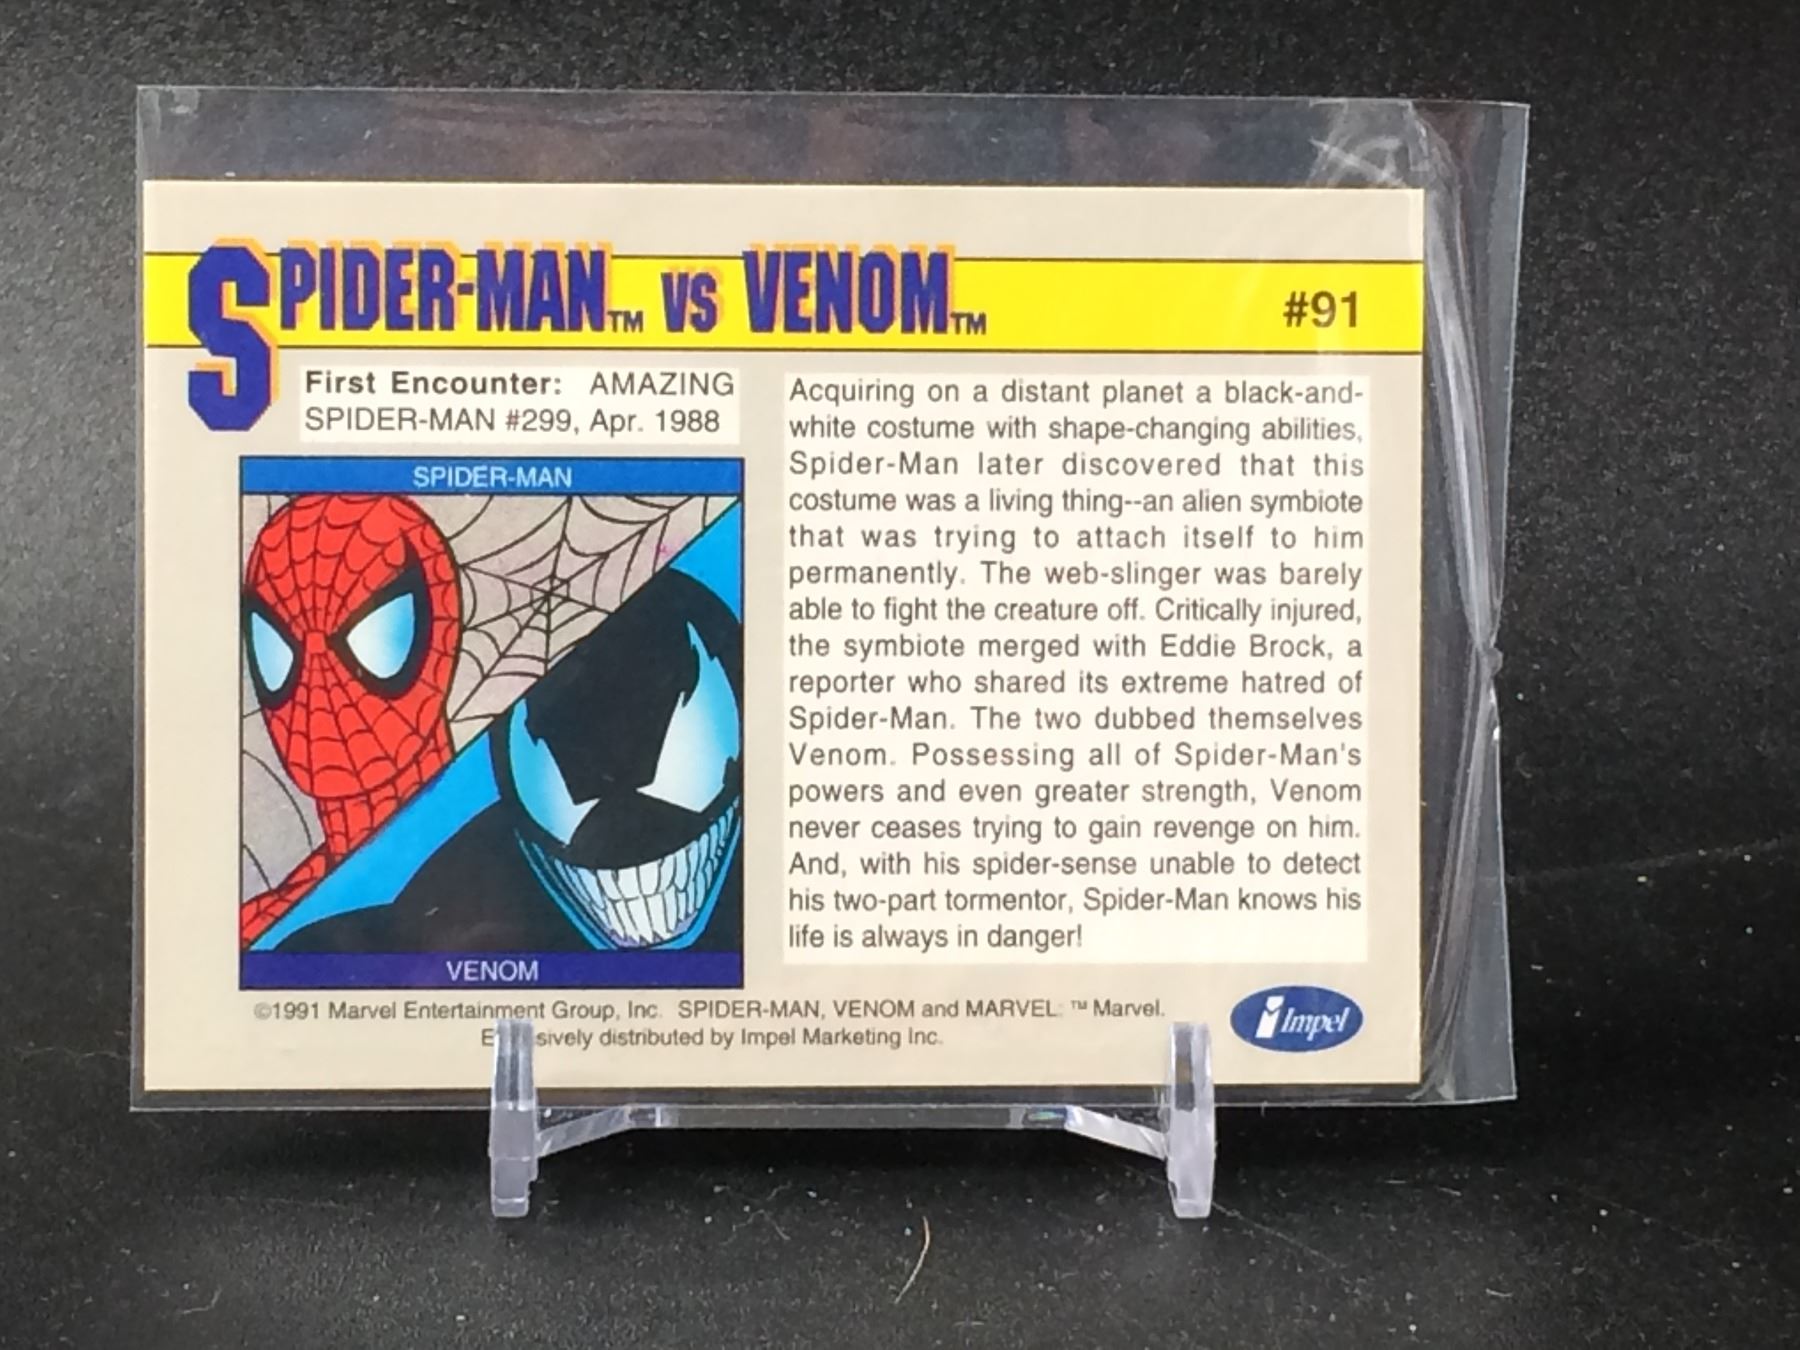 SPIDER-MAN™ VS VENOM™
#91
First Encounter: AMAZING
SPIDER-MAN #299, Apr. 1988
SPIDER-MAN
VENOM
Acquiring on a distant planet a black-and-
white costume with shape-changing abilities,
Spider-Man later discovered that this
costume was a living thing--an alien symbiote
that was trying to attach itself to him
permanently. The web-slinger was barely
able to fight the creature off. Critically injured,
the symbiote merged with Eddie Brock, a
reporter who shared its extreme hatred of
Spider-Man. The two dubbed themselves
Venom. Possessing all of Spider-Man's
powers and even greater strength, Venom
never ceases trying to gain revenge on him.
And, with his spider-sense unable to detect
his two-part tormentor, Spider-Man knows his
life is always in danger!
©1991 Marvel Entertainment Group, Inc. SPIDER-MAN, VENOM and MARVEL: ™ Marvel.
distributed by Impel Marketing Inc.
Impel